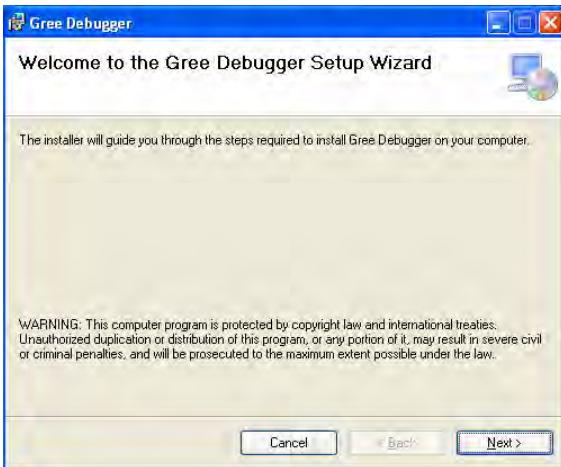 Gree Debugger
Welcome to the Gree Debugger Setup Wizard
The installer will guide you through the steps required to install Gree Debugger on your computer.
WARNING: This computer program is protected by copyright law and international treaties.
Unauthorized duplication or distribution of this program, or any portion of it, may result in severe civil
or criminal penalties, and will be prosecuted to the maximum extent possible under the law.
Cancel
< Back
Next >